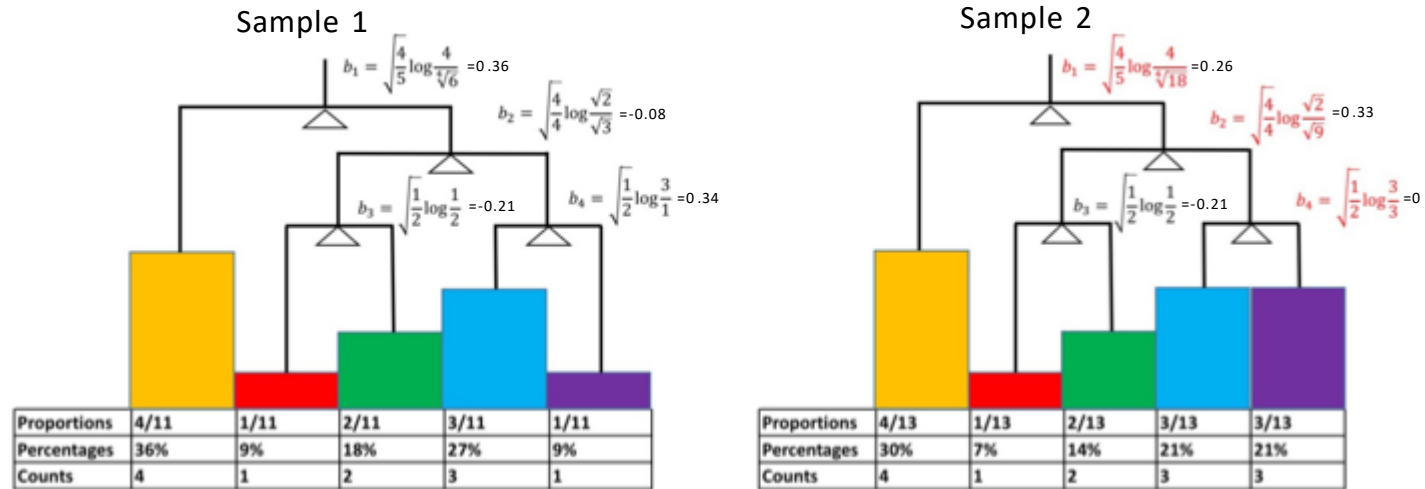 Sample 1
b₁ = √(4/5) log 4/∜6 =0.36
b₂ = √(4/4) log √2/√3 =-0.08
b₃ = √(1/2) log 1/2 =-0.21
b₄ = √(1/2) log 3/1 =0.34
Proportions 4/11 1/11 2/11 3/11 1/11
Percentages 36% 9% 18% 27% 9%
Counts 4 1 2 3 1
Sample 2
b₁ = √(4/5) log 4/∜18 =0.26
b₂ = √(4/4) log √2/√9 =0.33
b₃ = √(1/2) log 1/2 =-0.21
b₄ = √(1/2) log 3/3 =0
Proportions 4/13 1/13 2/13 3/13 3/13
Percentages 30% 7% 14% 21% 21%
Counts 4 1 2 3 3